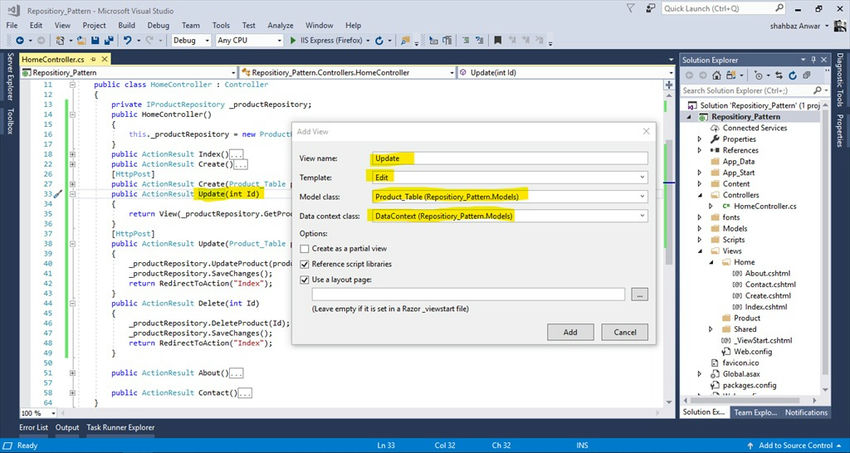 Repositiory_Pattern - Microsoft Visual Studio
Quick Launch (Ctrl+Q)
File Edit View Project Build Debug Team Tools Test Analyze Window Help
shahbaz Anwar
Debug Any CPU IIS Express (Firefox)
Server Explorer
Toolbox
HomeController.cs
Repositiory_Pattern
Repositiory_Pattern.Controllers.HomeController
Update(int Id)
11 public class HomeController : Controller
12 {
13 private IProductRepository _productRepository;
14 public HomeController()
15 {
16 this._productRepository = new Product
17 }
18 public ActionResult Index()...
22 public ActionResult Create()...
26 [HttpPost]
27 public ActionResult Create(Product_Table p
33 public ActionResult Update(int Id)
34 {
35 return View(_productRepository.GetProd
36 }
37 [HttpPost]
38 public ActionResult Update(Product_Table p
39 {
40 _productRepository.UpdateProduct(produ
41 _productRepository.SaveChanges();
42 return RedirectToAction("Index");
43 }
44 public ActionResult Delete(int Id)
45 {
46 _productRepository.DeleteProduct(Id);
47 _productRepository.SaveChanges();
48 return RedirectToAction("Index");
49 }
50
51 public ActionResult About()...
57
58 public ActionResult Contact()...
64 }
100 %
Add View
View name: Update
Template: Edit
Model class: Product_Table (Repositiory_Pattern.Models)
Data context class: DataContext (Repositiory_Pattern.Models)
Options:
Create as a partial view
Reference script libraries
Use a layout page:
...
(Leave empty if it is set in a Razor _viewstart file)
Add Cancel
Solution Explorer
Search Solution Explorer (Ctrl+;)
Solution 'Repositiory_Pattern' (1 proj
Repositiory_Pattern
Connected Services
Properties
References
App_Data
App_Start
Content
Controllers
C# HomeController.cs
fonts
Models
Scripts
Views
Home
About.cshtml
Contact.cshtml
Create.cshtml
Index.cshtml
Product
Shared
_ViewStart.cshtml
Web.config
favicon.ico
Global.asax
packages.config
Solution Ex... Team Explo... Notifications
Diagnostic Tools
Properties
Error List Output Task Runner Explorer
Ready Ln 33 Col 32 Ch 32 INS Add to Source Control